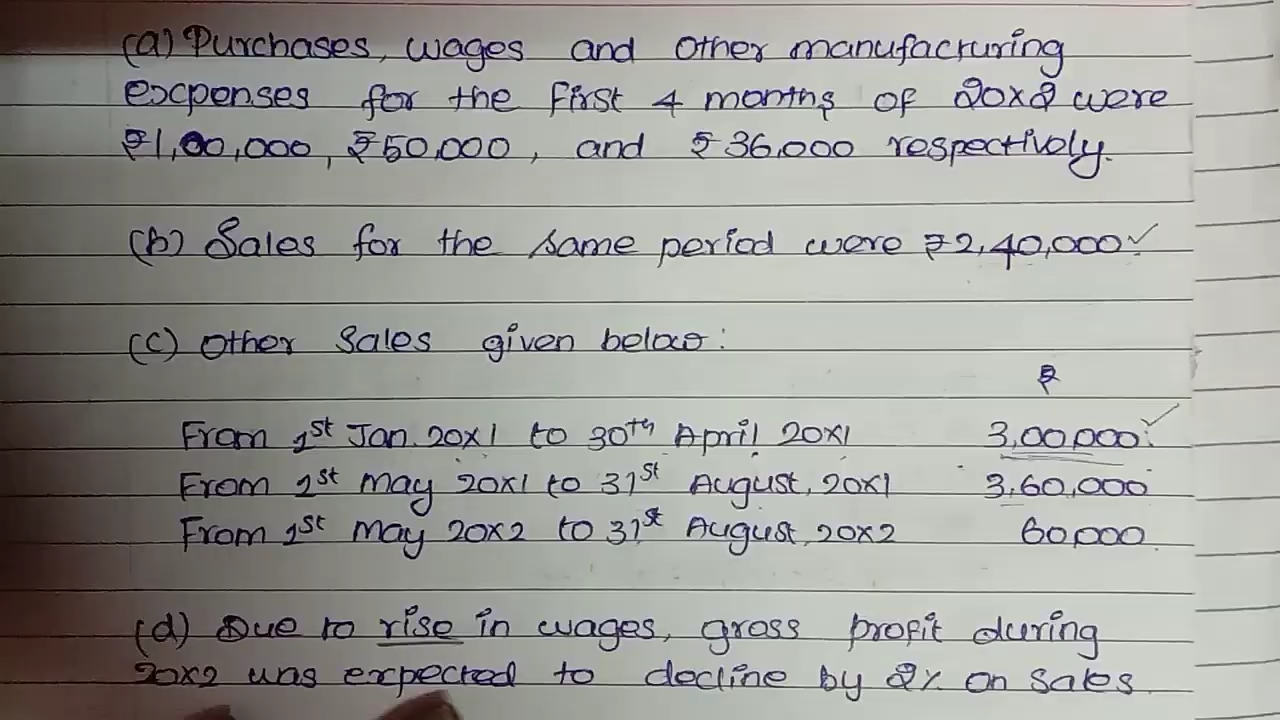 (a) Purchases, wages and other manufacturing
expenses for the first 4 months of 20x2 were
₹1,00,000, ₹50,000, and ₹36,000 respectively.
(b) Sales for the same period were ₹2,40,000✓
(c) Other sales given below:
₹
From 1st Jan. 20x1 to 30th April 20x1 3,00,000✓
From 1st May 20x1 to 31st August, 20x1 3,60,000
From 1st May 20x2 to 31st August, 20x2 60,000
(d) Due to rise in wages, gross profit during
20x2 was expected to decline by 2% on sales.